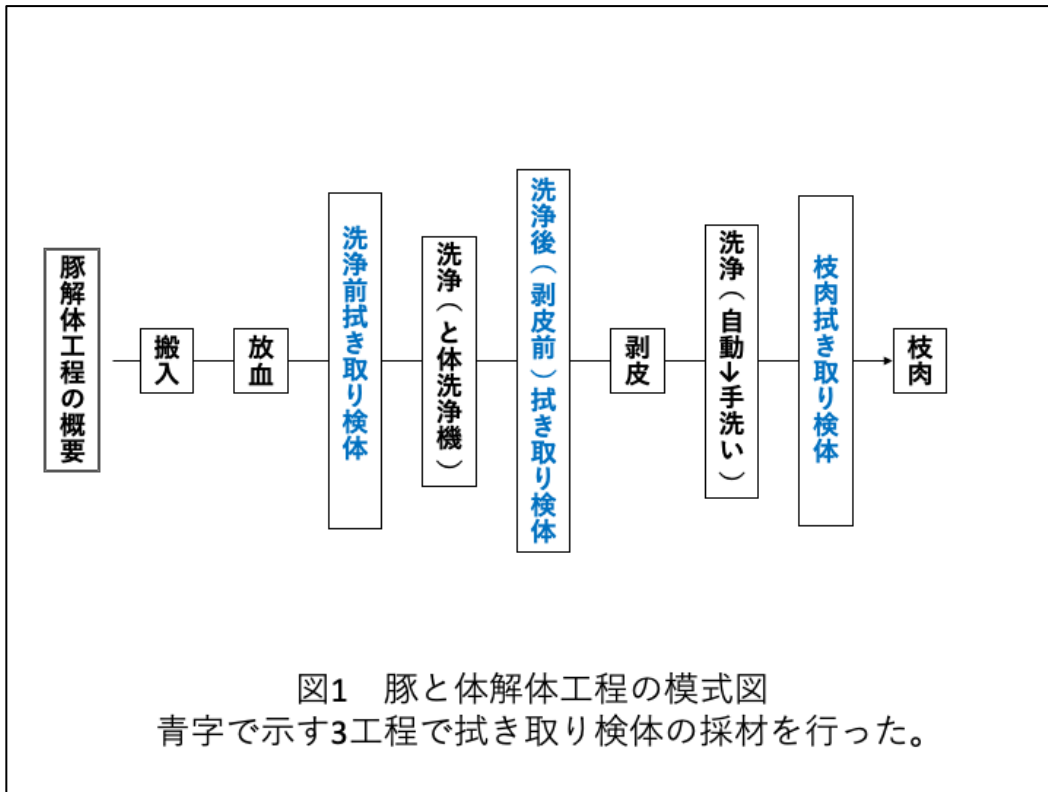 豚解体工程の概要
搬入
放血
洗浄前拭き取り検体
洗浄（と体洗浄機）
洗浄後（剥皮前）拭き取り検体
剥皮
洗浄（自動→手洗い）
枝肉拭き取り検体
枝肉
図1　豚と体解体工程の模式図
青字で示す3工程で拭き取り検体の採材を行った。